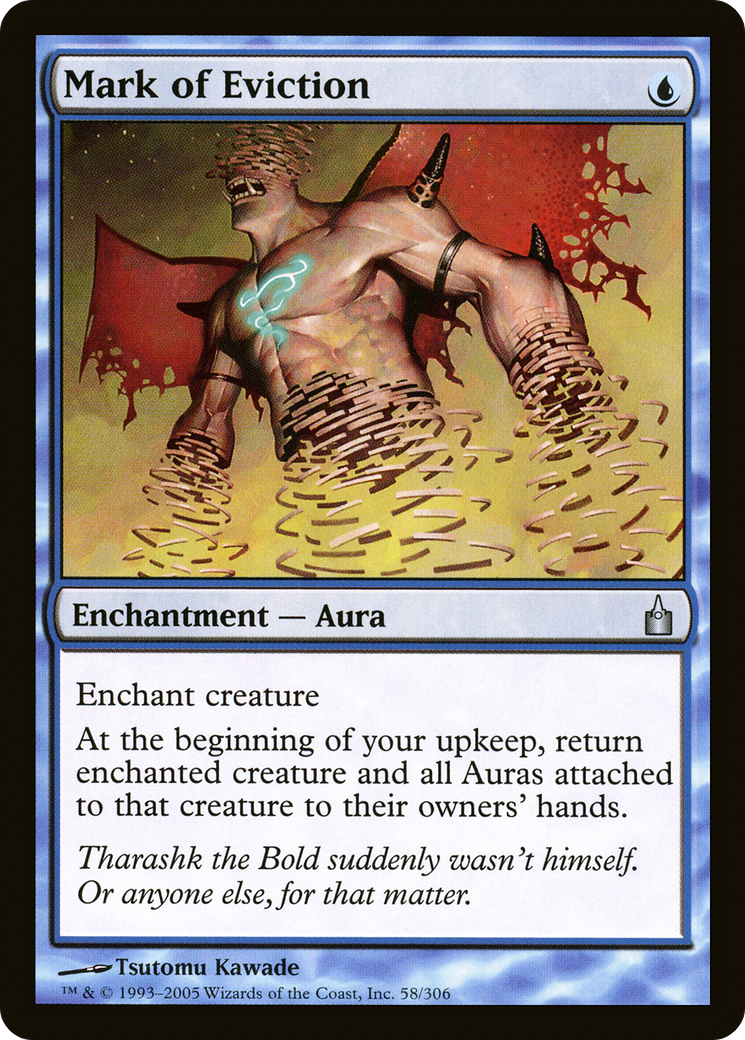 Mark of Eviction
Enchantment — Aura
Enchant creature
At the beginning of your upkeep, return
enchanted creature and all Auras attached
to that creature to their owners’ hands.
Tharashk the Bold suddenly wasn’t himself.
Or anyone else, for that matter.
Tsutomu Kawade
™ & © 1993–2005 Wizards of the Coast, Inc. 58/306